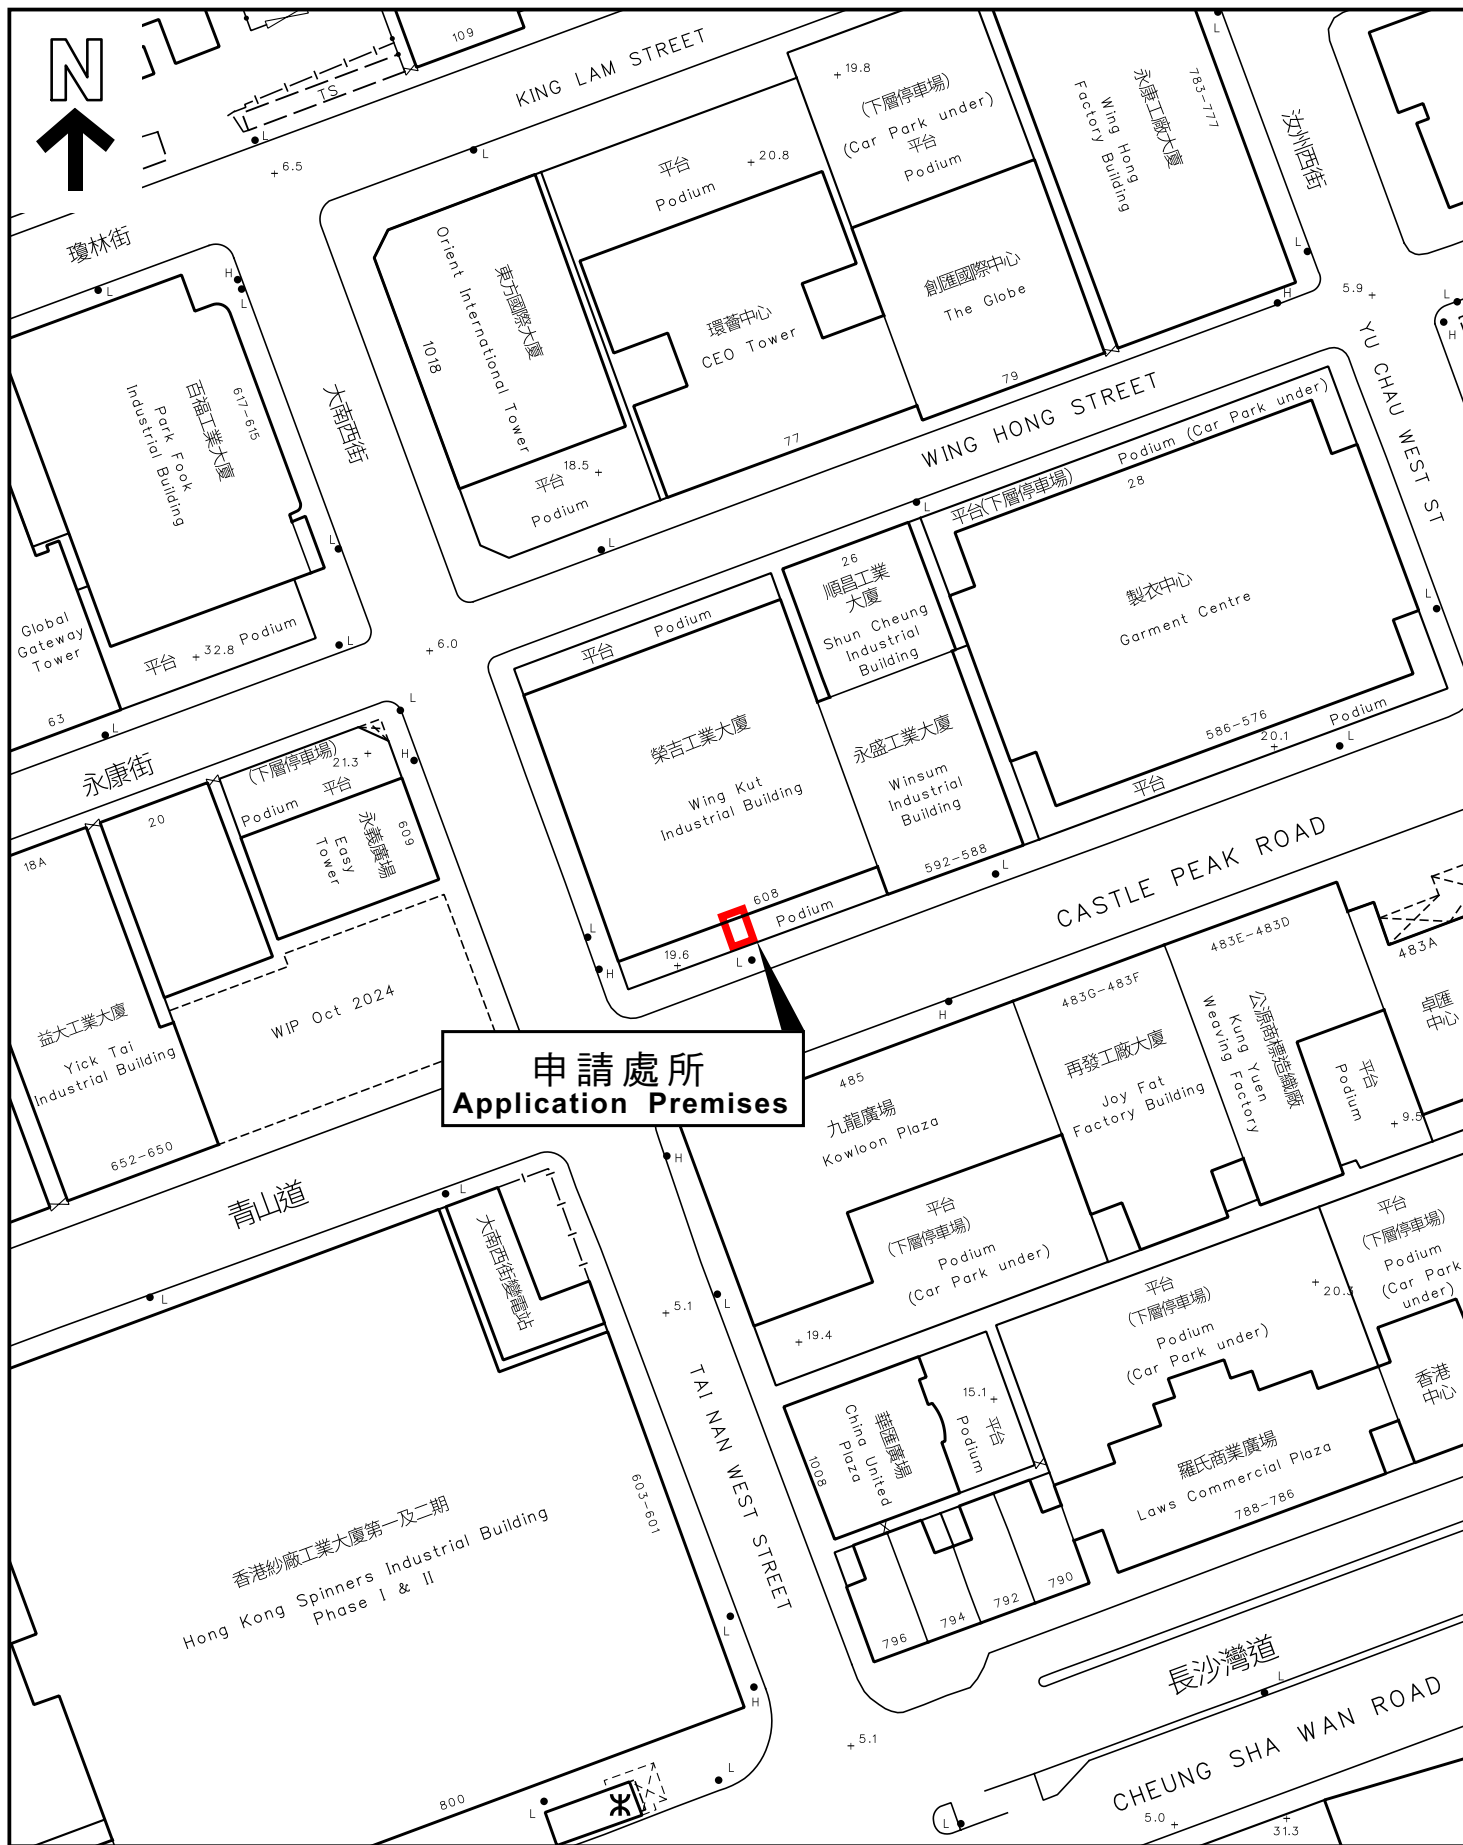 N
109
TS
KING LAM STREET
瓊林街
6.5
平台
Podium
20.8
19.8
(下層停車場)
(Car Park under)
平台
Podium
永康工廠大廈
Wing Hong
Factory Building
783-777
汝州西街
東方國際大廈
Orient International Tower
1018
環薈中心
CEO Tower
77
創匯國際中心
The Globe
79
5.9
YU CHAU WEST ST
百福工業大廈
Park Fook
Industrial Building
617-615
大南西街
平台 18.5
Podium
WING HONG STREET
平台(下層停車場)
Podium (Car Park under)
28
製衣中心
Garment Centre
586-576
20.1
Podium
平台
26
順昌工業
大廈
Shun Cheung
Industrial
Building
平台
Podium
榮吉工業大廈
Wing Kut
Industrial Building
608
Podium
19.6
永盛工業大廈
Winsum
Industrial
Building
592-588
Global
Gateway
Tower
63
平台
32.8
Podium
6.0
永康街
(下層停車場)
21.3
平台
Podium
永義廣場
Easy
Tower
609
20
18A
益大工業大廈
Yick Tai
Industrial Building
652-650
WIP Oct 2024
申請處所
Application Premises
CASTLE PEAK ROAD
青山道
485
九龍廣場
Kowloon Plaza
平台
(下層停車場)
Podium
(Car Park under)
483G-483F
再發工廠大廈
Joy Fat
Factory Building
483E-483D
公源商標造織廠
Kung Yuen
Weaving Factory
483A
卓匯
中心
平台
Podium
9.5
大南西街變電站
5.1
19.4
TAI NAN WEST STREET
平台
(下層停車場)
Podium
(Car Park under)
20.3
平台
(下層停車場)
Podium
(Car Park
under)
香港
中心
華匯廣場
China United
Plaza
1008
15.1
平台
Podium
羅氏商業廣場
Laws Commercial Plaza
788-786
796
794
792
790
香港紗廠工業大廈第一及二期
Hong Kong Spinners Industrial Building
Phase I & II
603-601
800
5.1
長沙灣道
CHEUNG SHA WAN ROAD
5.0
31.3